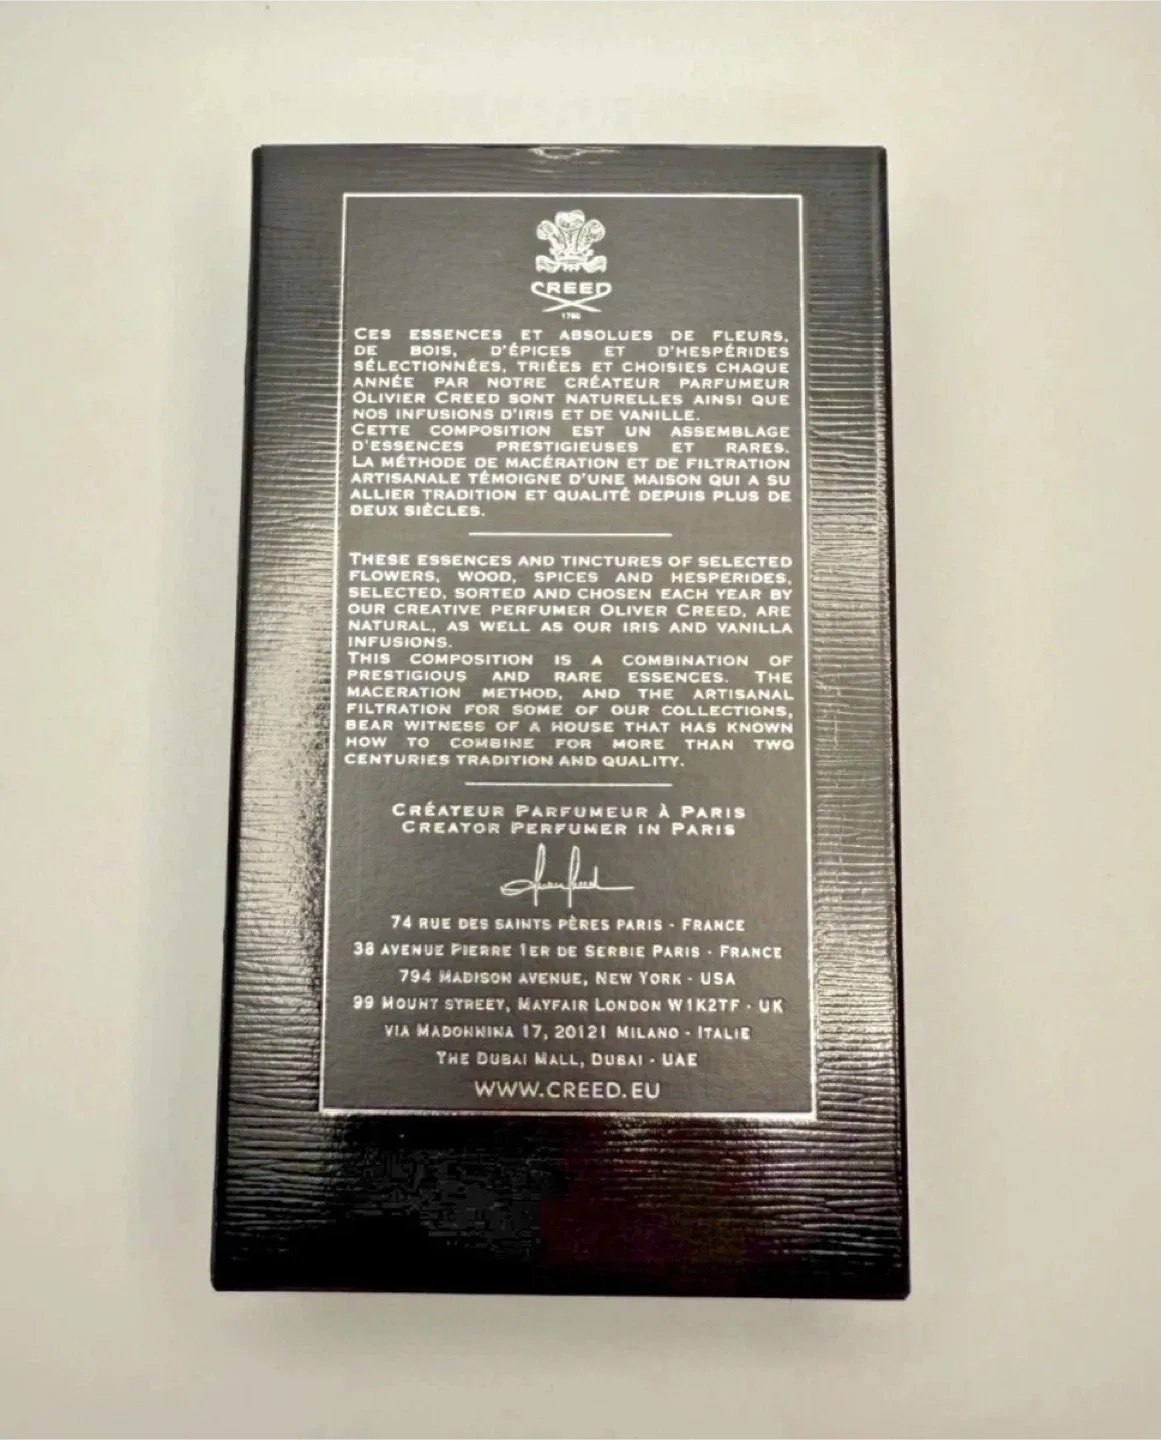 CREED
1760
CES ESSENCES ET ABSOLUES DE FLEURS,
DE BOIS, D'ÉPICES ET D'HESPÉRIDES
SÉLECTIONNÉES, TRIÉES ET CHOISIES CHAQUE
ANNÉE PAR NOTRE CRÉATEUR PARFUMEUR
OLIVIER CREED SONT NATURELLES AINSI QUE
NOS INFUSIONS D'IRIS ET DE VANILLE.
CETTE COMPOSITION EST UN ASSEMBLAGE
D'ESSENCES PRESTIGIEUSES ET RARES.
LA MÉTHODE DE MACÉRATION ET DE FILTRATION
ARTISANALE TÉMOIGNE D'UNE MAISON QUI A SU
ALLIER TRADITION ET QUALITÉ DEPUIS PLUS DE
DEUX SIÈCLES.
THESE ESSENCES AND TINCTURES OF SELECTED
FLOWERS, WOOD, SPICES AND HESPERIDES,
SELECTED, SORTED AND CHOSEN EACH YEAR BY
OUR CREATIVE PERFUMER OLIVER CREED, ARE
NATURAL, AS WELL AS OUR IRIS AND VANILLA
INFUSIONS.
THIS COMPOSITION IS A COMBINATION OF
PRESTIGIOUS AND RARE ESSENCES. THE
MACERATION METHOD, AND THE ARTISANAL
FILTRATION FOR SOME OF OUR COLLECTIONS,
BEAR WITNESS OF A HOUSE THAT HAS KNOWN
HOW TO COMBINE FOR MORE THAN TWO
CENTURIES TRADITION AND QUALITY.
CRÉATEUR PARFUMEUR À PARIS
CREATOR PERFUMER IN PARIS
74 RUE DES SAINTS PÈRES PARIS - FRANCE
38 AVENUE PIERRE 1ER DE SERBIE PARIS - FRANCE
794 MADISON AVENUE, NEW YORK - USA
99 MOUNT STREET, MAYFAIR LONDON W1K2TF - UK
VIA MADONNINA 17, 20121 MILANO - ITALIE
THE DUBAI MALL, DUBAI - UAE
WWW.CREED.EU